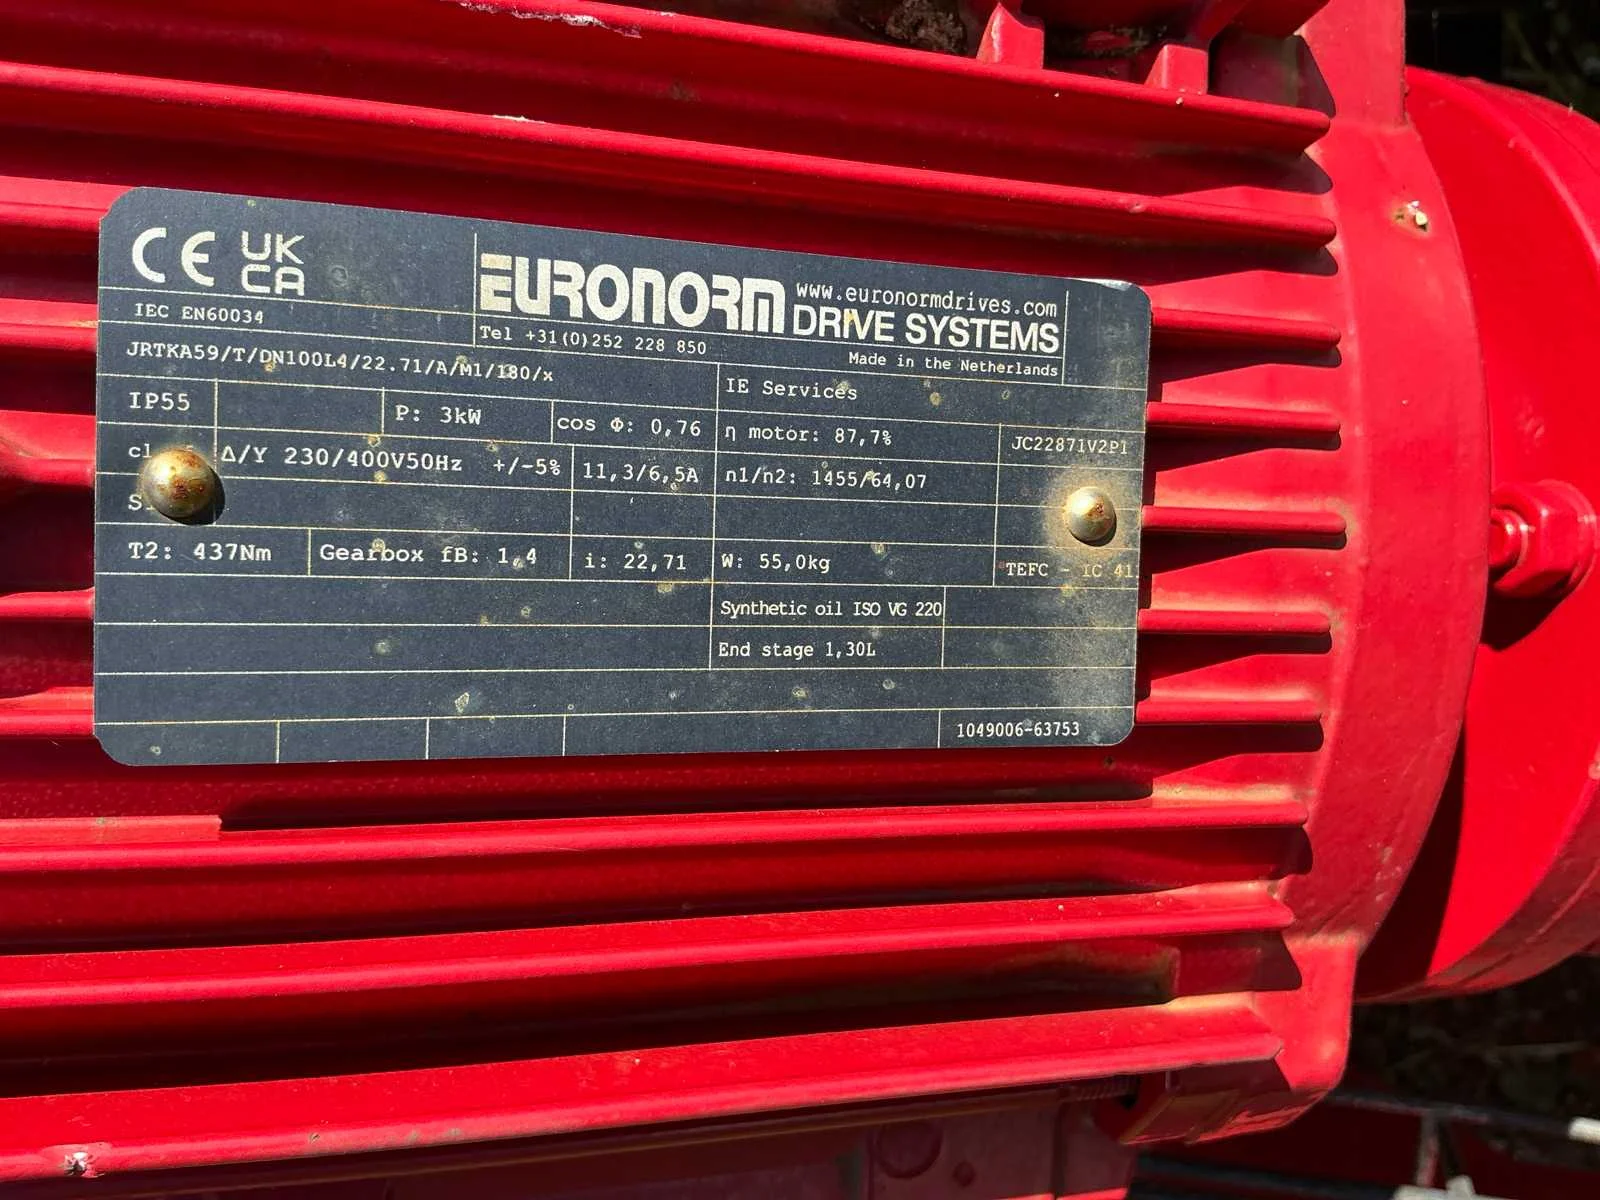 CE UK CA
EURONORM www.euronormdrives.com
DRIVE SYSTEMS
IEC EN60034
Tel +31(0)252 228 850
Made in the Netherlands
JRTKA59/T/DN100L4/22.71/A/M1/180/x
IE Services
IP55 P: 3kW cos Φ: 0,76 η motor: 87,7% JC22871V2P1
Δ/Y 230/400V50Hz +/-5% 11,3/6,5A n1/n2: 1455/64,07
T2: 437Nm Gearbox fB: 1,4 i: 22,71 W: 55,0kg TEFC - IC 41
Synthetic oil ISO VG 220
End stage 1,30L
1049006-63753